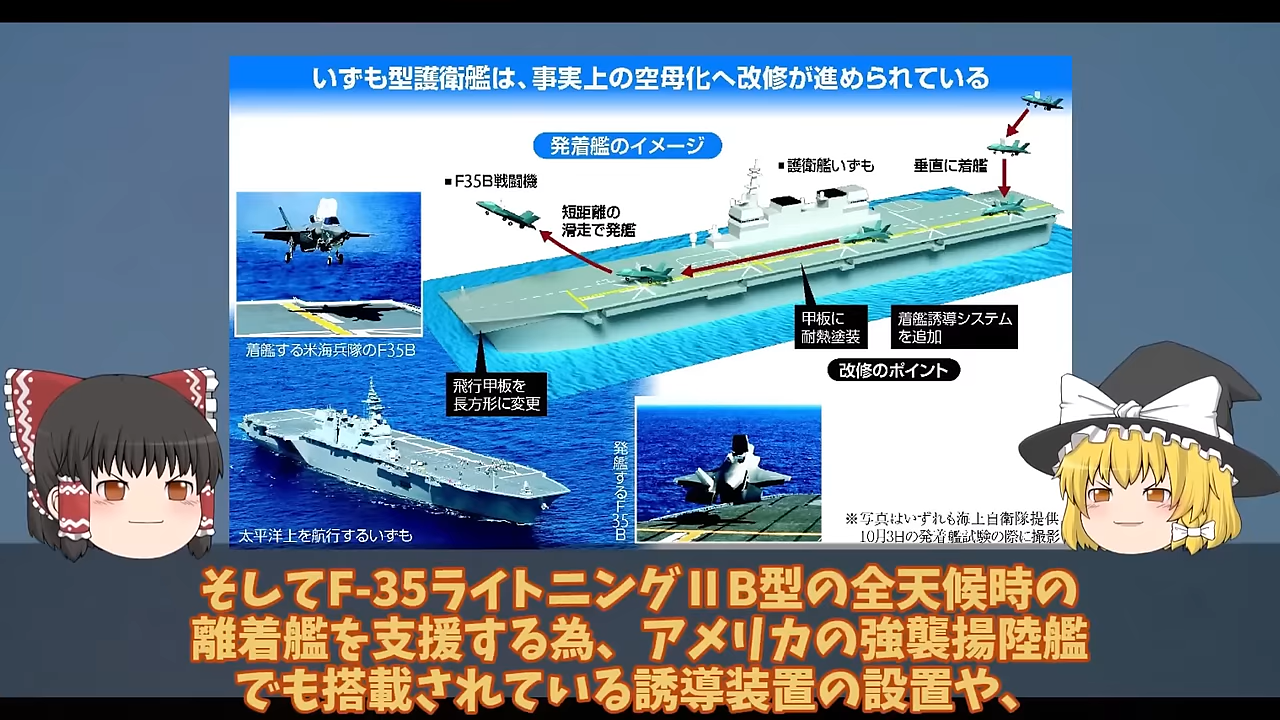 いずも型護衛艦は、事実上の空母化へ改修が進められている
発着艦のイメージ
■F35B戦闘機
短距離の
滑走で発艦
■護衛艦いずも
垂直に着艦
着艦する米海兵隊のF35B
甲板に
耐熱塗装
着艦誘導システム
を追加
改修のポイント
飛行甲板を
長方形に変更
太平洋上を航行するいずも
発艦するF35B
※写真はいずれも海上自衛隊提供
10月3日の発着艦試験の際に撮影
そしてF-35ライトニングⅡB型の全天候時の
離着艦を支援する為、アメリカの強襲揚陸艦
でも搭載されている誘導装置の設置や、